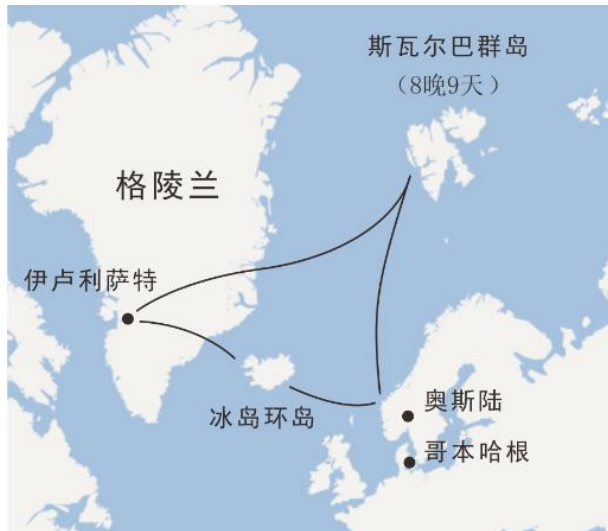 斯瓦尔巴群岛
（8晚9天）
格陵兰
伊卢利萨特
冰岛环岛
奥斯陆
哥本哈根